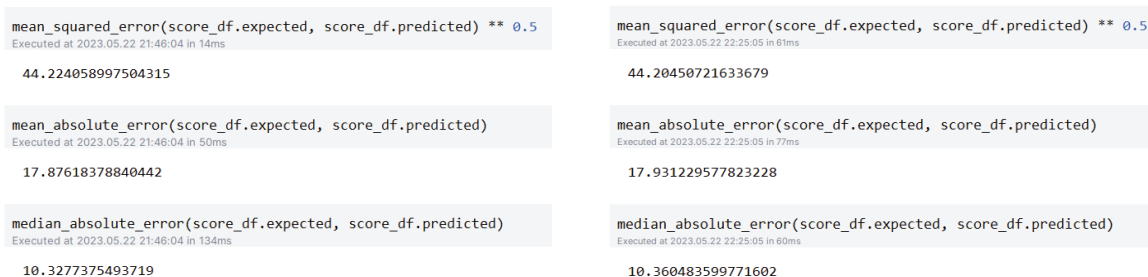 mean_squared_error(score_df.expected, score_df.predicted) ** 0.5
Executed at 2023.05.22 21:46:04 in 14ms
44.224058997504315
mean_absolute_error(score_df.expected, score_df.predicted)
Executed at 2023.05.22 21:46:04 in 50ms
17.87618378840442
median_absolute_error(score_df.expected, score_df.predicted)
Executed at 2023.05.22 21:46:04 in 134ms
10.3277375493719
mean_squared_error(score_df.expected, score_df.predicted) ** 0.5
Executed at 2023.05.22 22:25:05 in 61ms
44.20450721633679
mean_absolute_error(score_df.expected, score_df.predicted)
Executed at 2023.05.22 22:25:05 in 77ms
17.931229577823228
median_absolute_error(score_df.expected, score_df.predicted)
Executed at 2023.05.22 22:25:05 in 60ms
10.360483599771602